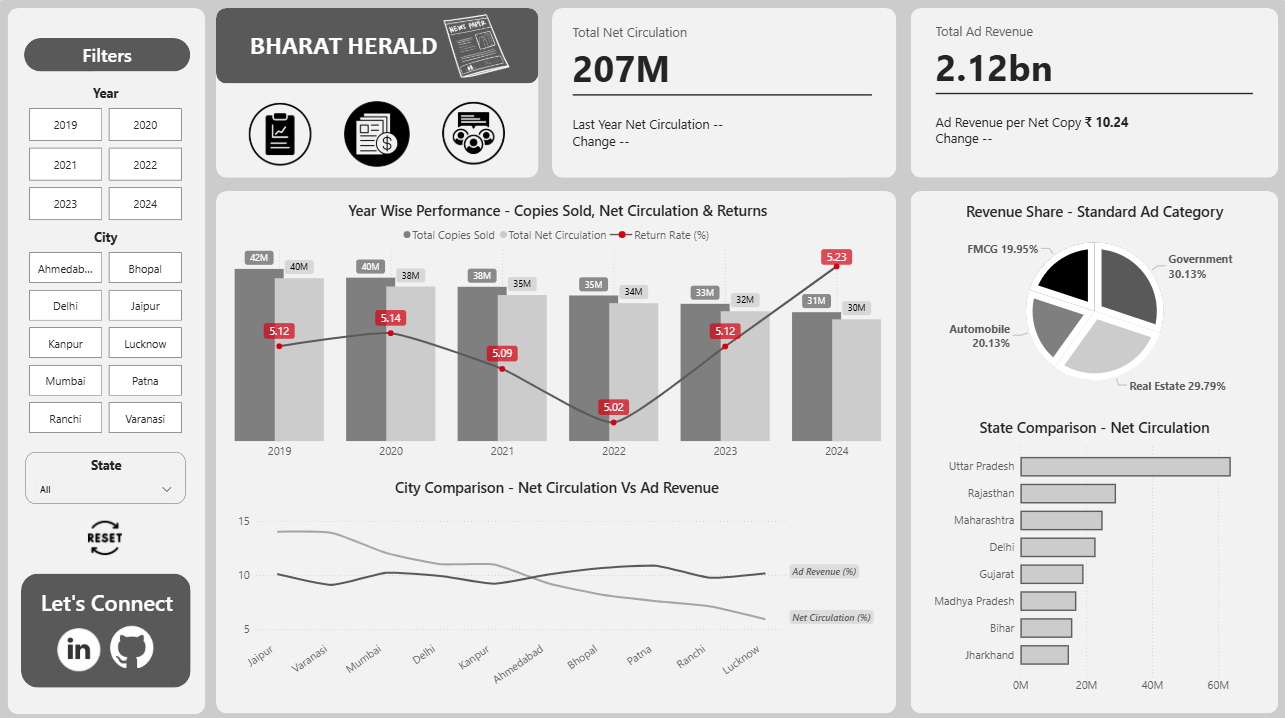 Filters
Year
2019 2020
2021 2022
2023 2024
City
Ahmedab... Bhopal
Delhi Jaipur
Kanpur Lucknow
Mumbai Patna
Ranchi Varanasi
State
All
RESET
Let's Connect
in
BHARAT HERALD
NEWS PAPER
$
Total Net Circulation
207M
Last Year Net Circulation --
Change --
Total Ad Revenue
2.12bn
Ad Revenue per Net Copy ₹ 10.24
Change --
Year Wise Performance - Copies Sold, Net Circulation & Returns
Total Copies Sold Total Net Circulation Return Rate (%)
42M 40M 40M 38M 38M 35M 35M 34M 33M 32M 31M 30M
5.12 5.14 5.09 5.02 5.12 5.23
2019 2020 2021 2022 2023 2024
City Comparison - Net Circulation Vs Ad Revenue
15
10
5
Ad Revenue (%)
Net Circulation (%)
Jaipur Varanasi Mumbai Delhi Kanpur Ahmedabad Bhopal Patna Ranchi Lucknow
Revenue Share - Standard Ad Category
FMCG 19.95%
Government
30.13%
Automobile
20.13%
Real Estate 29.79%
State Comparison - Net Circulation
Uttar Pradesh
Rajasthan
Maharashtra
Delhi
Gujarat
Madhya Pradesh
Bihar
Jharkhand
0M 20M 40M 60M